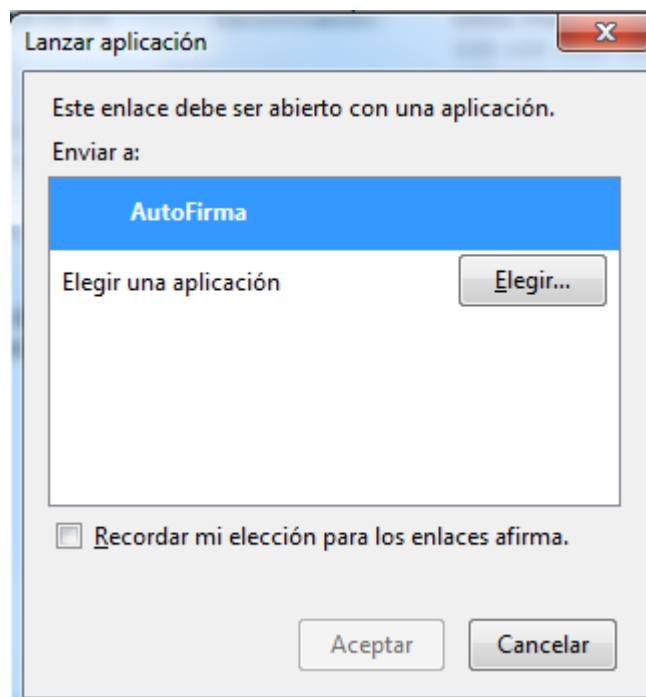 Lanzar aplicación
Este enlace debe ser abierto con una aplicación.
Enviar a:
AutoFirma
Elegir una aplicación
Elegir...
Recordar mi elección para los enlaces afirma.
Aceptar
Cancelar